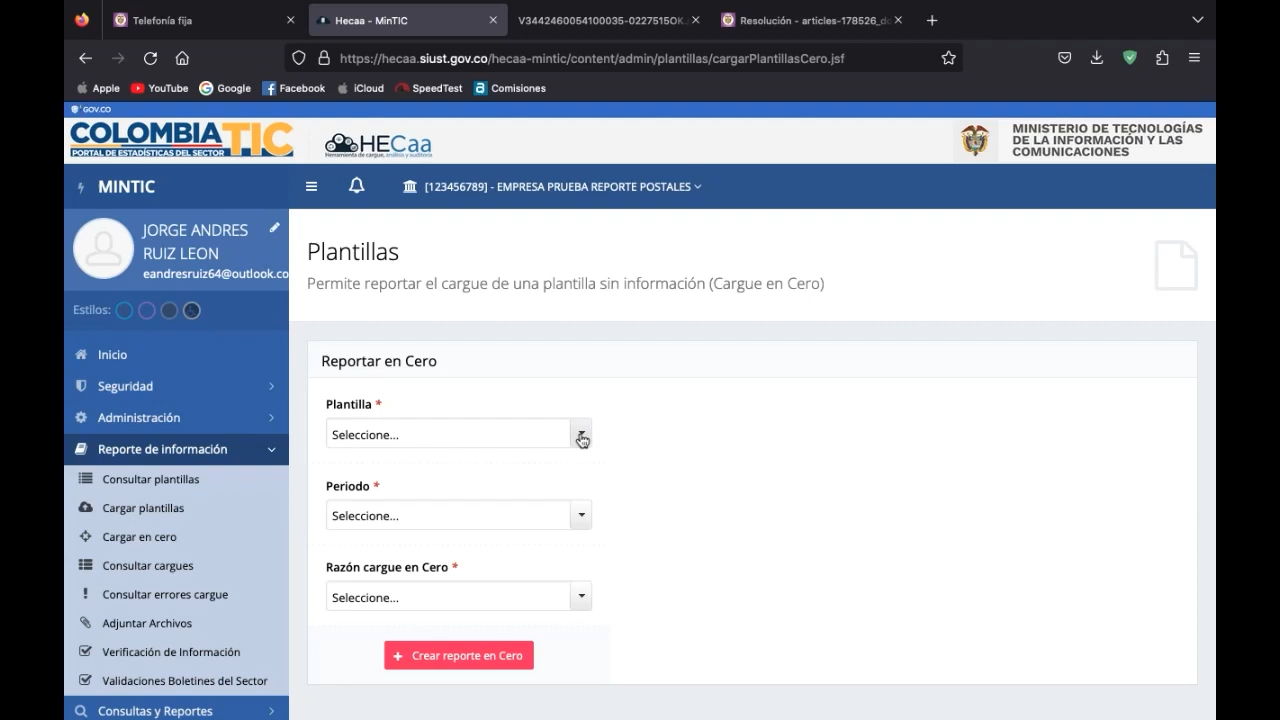 Telefonía fija
Hecaa - MinTIC
V3442460054100035-0227515OK.
Resolución - articles-178526_do
https://hecaa.siust.gov.co/hecaa-mintic/content/admin/plantillas/cargarPlantillasCero.jsf
Apple
YouTube
Google
Facebook
iCloud
SpeedTest
Comisiones
GOV.CO
COLOMBIA TIC
PORTAL DE ESTADÍSTICAS DEL SECTOR
HECaa
Herramienta de cargue, análisis y auditoría
MINISTERIO DE TECNOLOGÍAS
DE LA INFORMACIÓN Y LAS
COMUNICACIONES
MINTIC
[123456789] - EMPRESA PRUEBA REPORTE POSTALES
JORGE ANDRES
RUIZ LEON
eandresruiz64@outlook.co
Estilos:
Inicio
Seguridad
Administración
Reporte de información
Consultar plantillas
Cargar plantillas
Cargar en cero
Consultar cargues
Consultar errores cargue
Adjuntar Archivos
Verificación de Información
Validaciones Boletines del Sector
Consultas y Reportes
Plantillas
Permite reportar el cargue de una plantilla sin información (Cargue en Cero)
Reportar en Cero
Plantilla *
Seleccione...
Periodo *
Seleccione...
Razón cargue en Cero *
Seleccione...
+ Crear reporte en Cero